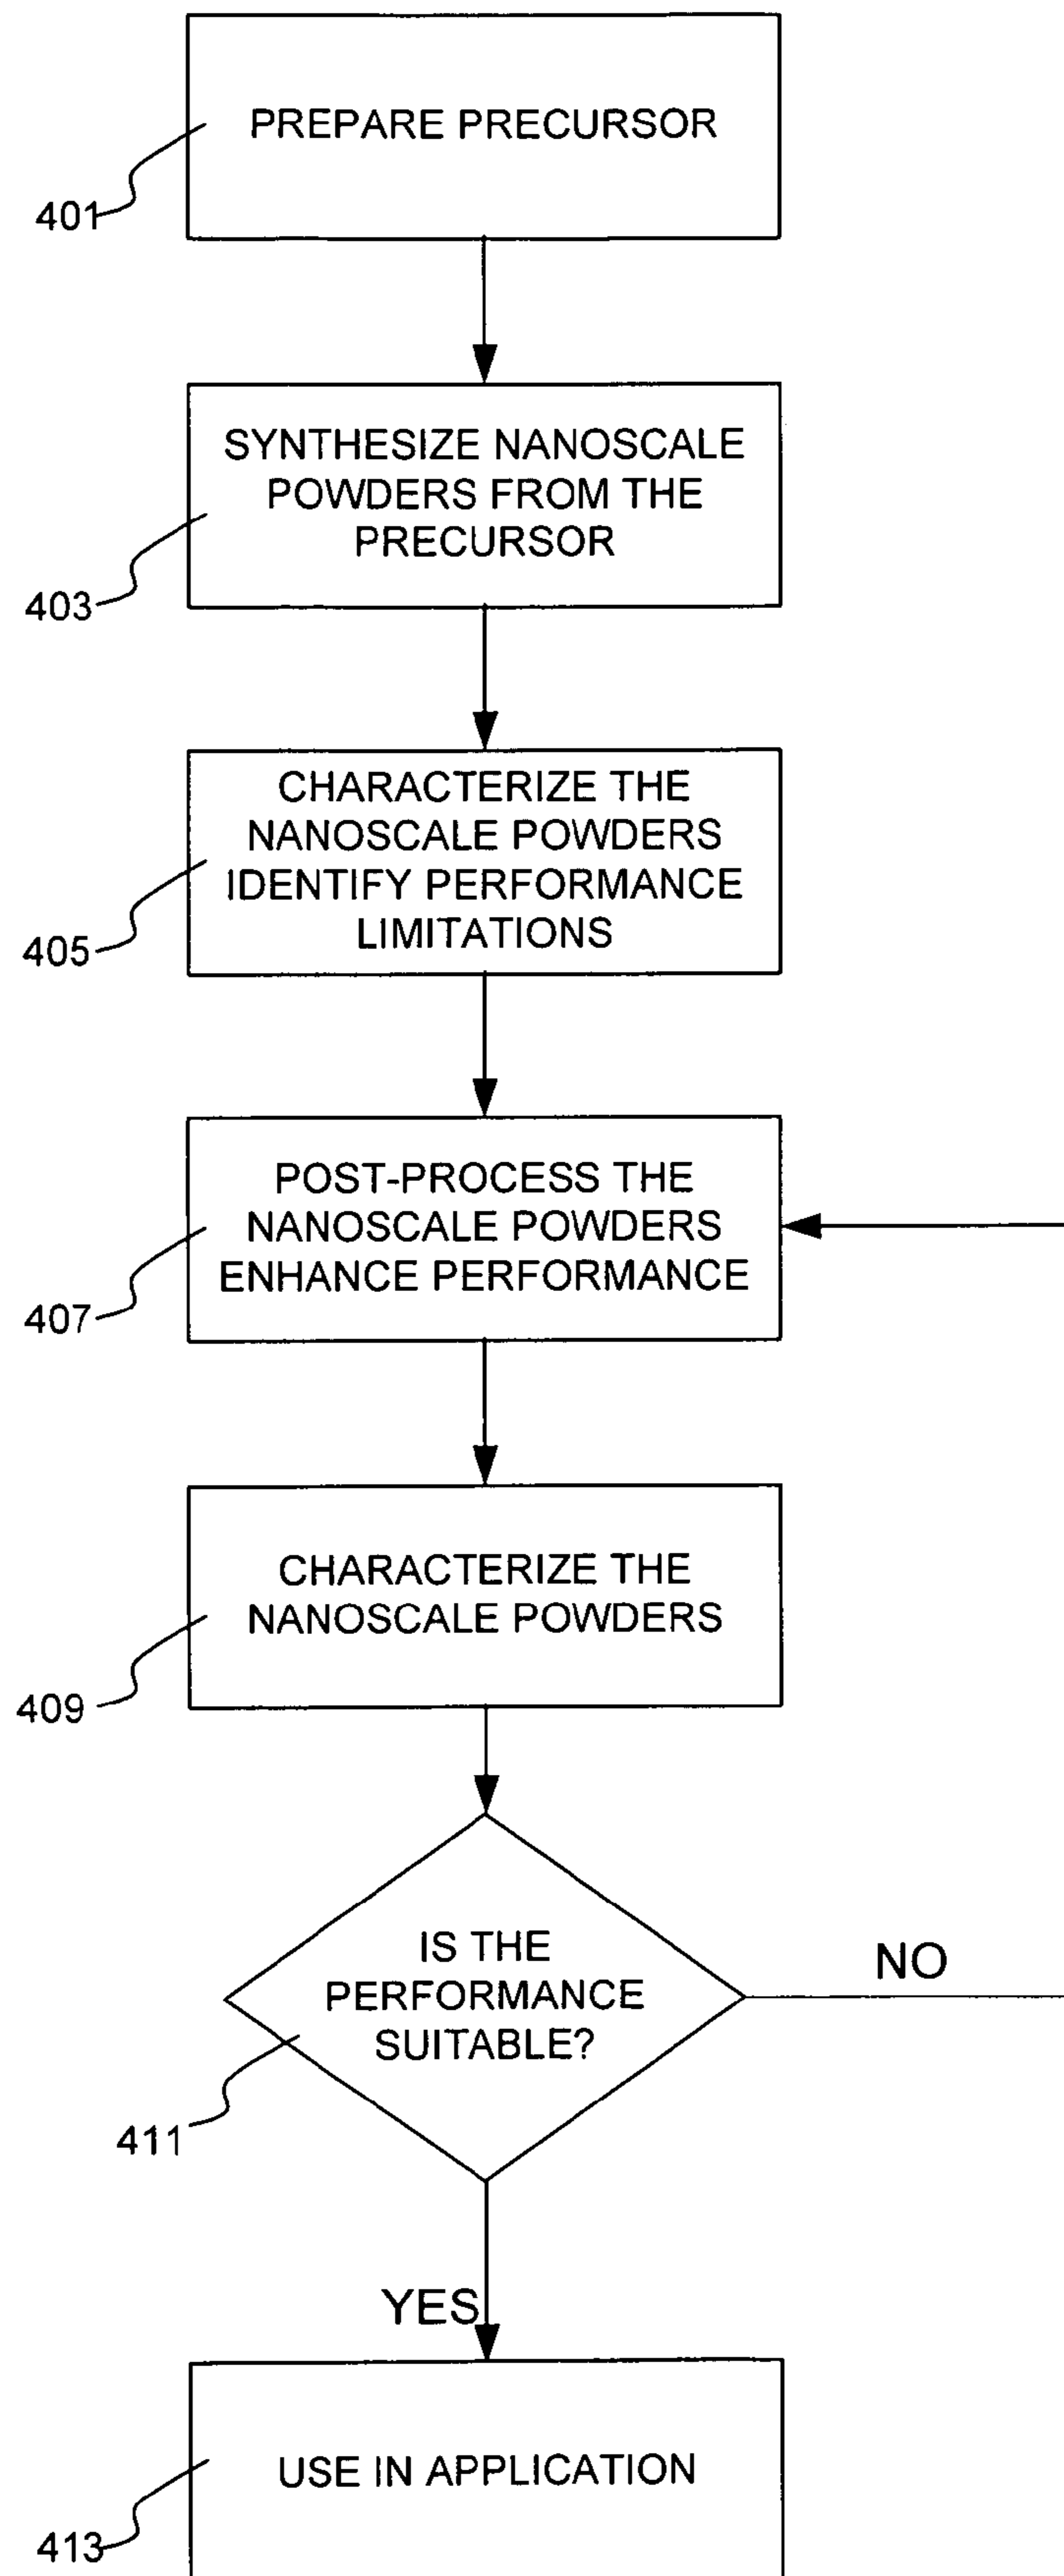 PREPARE PRECURSOR
401
SYNTHESIZE NANOSCALE
POWDERS FROM THE
PRECURSOR
403
CHARACTERIZE THE
NANOSCALE POWDERS
IDENTIFY PERFORMANCE
LIMITATIONS
405
POST-PROCESS THE
NANOSCALE POWDERS
ENHANCE PERFORMANCE
407
CHARACTERIZE THE
NANOSCALE POWDERS
409
IS THE
PERFORMANCE
SUITABLE?
NO
411
YES
USE IN APPLICATION
413